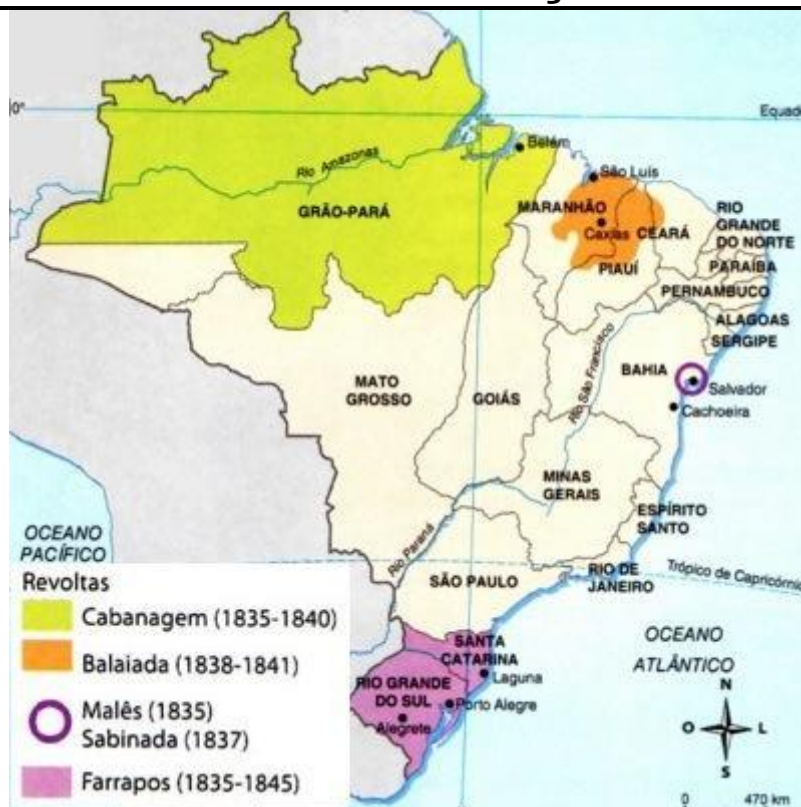 0°
Equad
Belém
Rio Amazonas
São Luís
GRÃO-PARÁ
MARANHÃO
Caxias
CEARÁ
RIO
GRANDE
DO NORTE
PIAUÍ
PARAÍBA
PERNAMBUCO
ALAGOAS
SERGIPE
Rio São Francisco
BAHIA
Salvador
Cachoeira
MATO
GROSSO
GOIÁS
MINAS
GERAIS
ESPÍRITO
SANTO
OCEANO
PACÍFICO
Rio Paraná
SÃO PAULO
RIO DE
JANEIRO
Trópico de Capricórnio
SANTA
CATARINA
Laguna
RIO GRANDE
DO SUL
Porto Alegre
Alegrete
OCEANO
ATLÂNTICO
N
O
L
S
0 470 km
Revoltas
Cabanagem (1835-1840)
Balaiada (1838-1841)
Malês (1835)
Sabinada (1837)
Farrapos (1835-1845)